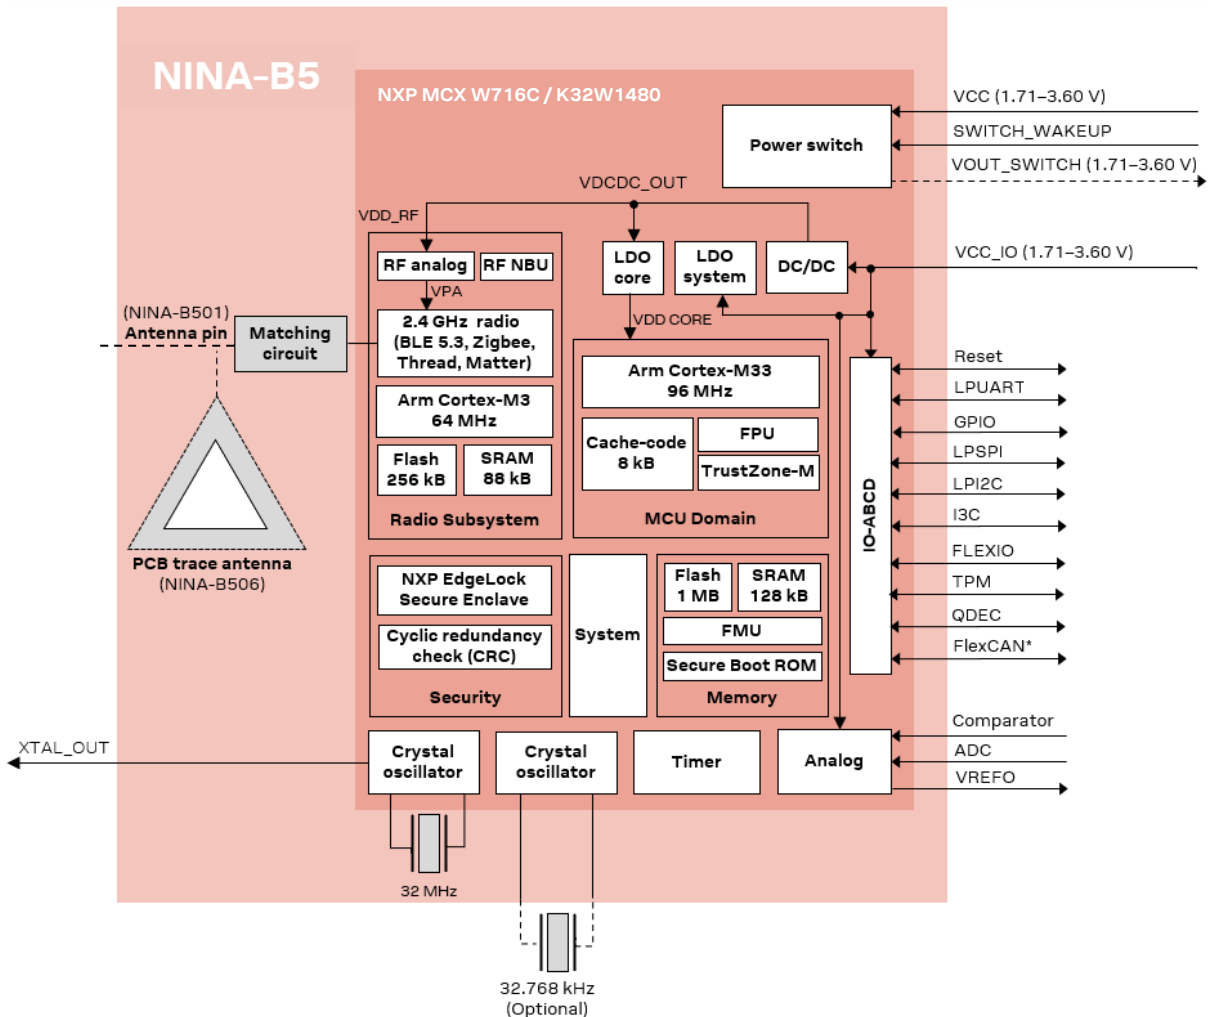 NINA-B5
NXP MCX W716C / K32W1480
VCC (1.71–3.60 V)
SWITCH_WAKEUP
VOUT_SWITCH (1.71–3.60 V)
Power switch
VDCDC_OUT
VDD_RF
RF analog
RF NBU
LDO
core
LDO
system
DC/DC
VCC_IO (1.71–3.60 V)
VPA
VDD CORE
(NINA-B501)
Antenna pin
Matching
circuit
2.4 GHz radio
(BLE 5.3, Zigbee,
Thread, Matter)
Arm Cortex-M3
64 MHz
Flash
256 kB
SRAM
88 kB
Radio Subsystem
Arm Cortex-M33
96 MHz
Cache-code
8 kB
FPU
TrustZone-M
MCU Domain
IO-ABCD
Reset
LPUART
GPIO
LPSPI
LPI2C
I3C
FLEXIO
TPM
QDEC
FlexCAN*
PCB trace antenna
(NINA-B506)
NXP EdgeLock
Secure Enclave
Cyclic redundancy
check (CRC)
Security
System
Flash
1 MB
SRAM
128 kB
FMU
Secure Boot ROM
Memory
XTAL_OUT
Crystal
oscillator
Crystal
oscillator
Timer
Analog
Comparator
ADC
VREFO
32 MHz
32.768 kHz
(Optional)